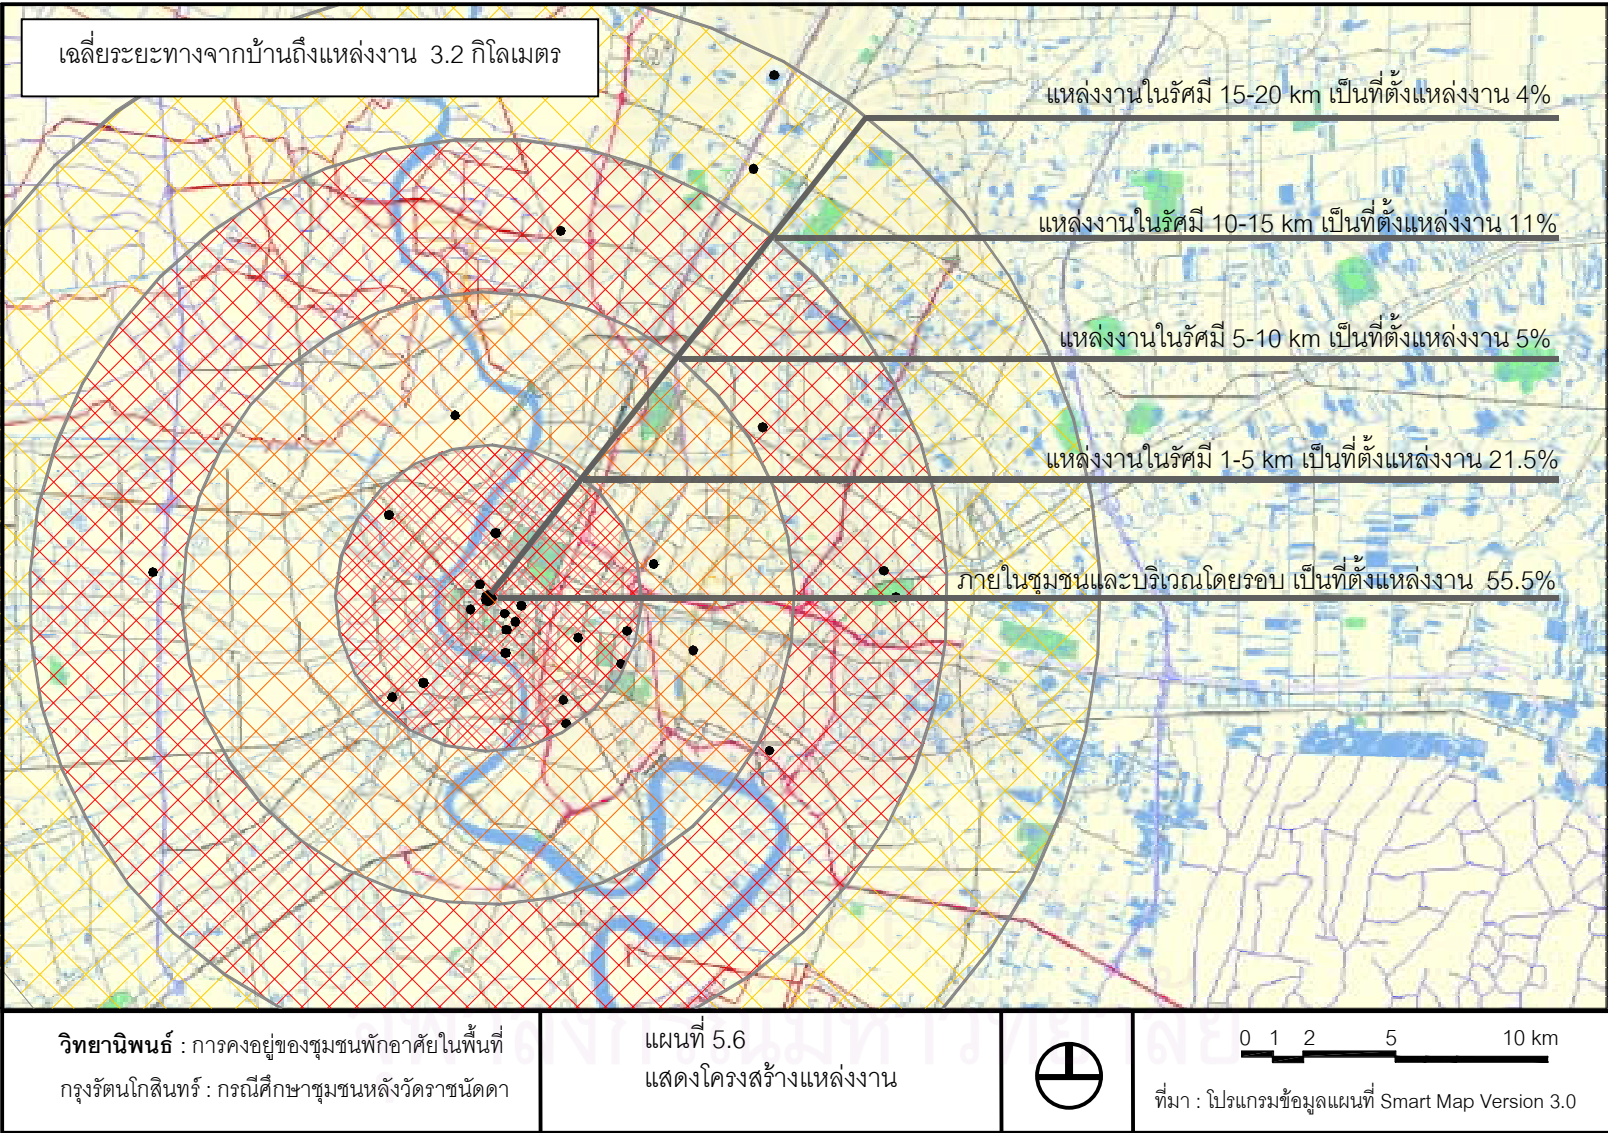 เฉลี่ยระยะทางจากบ้านถึงแหล่งงาน 3.2 กิโลเมตร
แหล่งงานในรัศมี 15-20 km เป็นที่ตั้งแหล่งงาน 4%
แหล่งงานในรัศมี 10-15 km เป็นที่ตั้งแหล่งงาน 11%
แหล่งงานในรัศมี 5-10 km เป็นที่ตั้งแหล่งงาน 5%
แหล่งงานในรัศมี 1-5 km เป็นที่ตั้งแหล่งงาน 21.5%
ภายในชุมชนและบริเวณโดยรอบ เป็นที่ตั้งแหล่งงาน 55.5%
วิทยานิพนธ์ : การคงอยู่ของชุมชนพักอาศัยในพื้นที่
กรุงรัตนโกสินทร์ : กรณีศึกษาชุมชนหลังวัดราชนัดดา
แผนที่ 5.6
แสดงโครงสร้างแหล่งงาน
0 1 2 5 10 km
ที่มา : โปรแกรมข้อมูลแผนที่ Smart Map Version 3.0